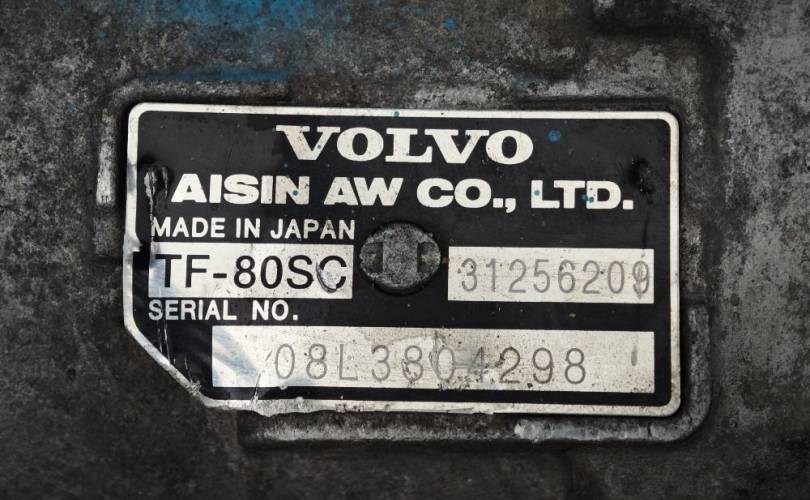 VOLVO
AISIN AW CO., LTD.
MADE IN JAPAN
TF-80SC 31256209
SERIAL NO.
08L3804298